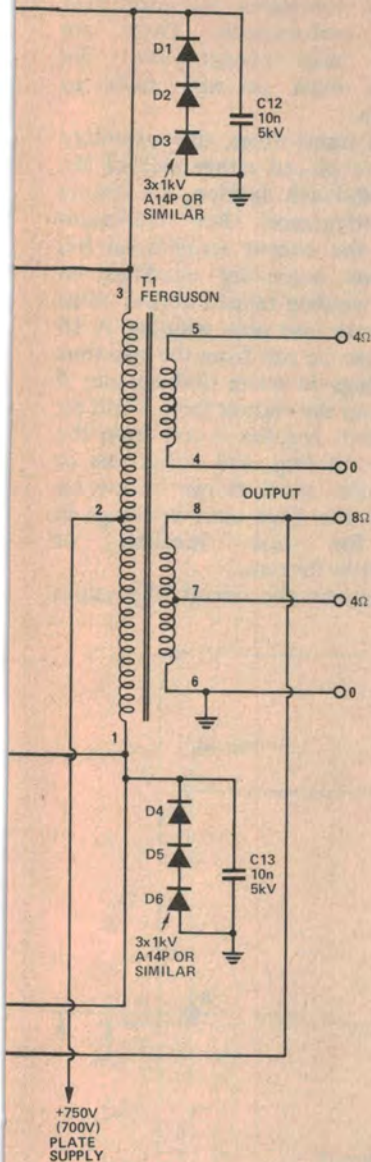 D1
D2
D3
C12
10n
5kV
3x1kV
A14P OR
SIMILAR
3
T1
FERGUSON
5
4Ω
4
0
OUTPUT
2
8
8Ω
7
4Ω
6
0
1
D4
D5
D6
C13
10n
5kV
3x1kV
A14P OR
SIMILAR
+750V
(700V)
PLATE
SUPPLY